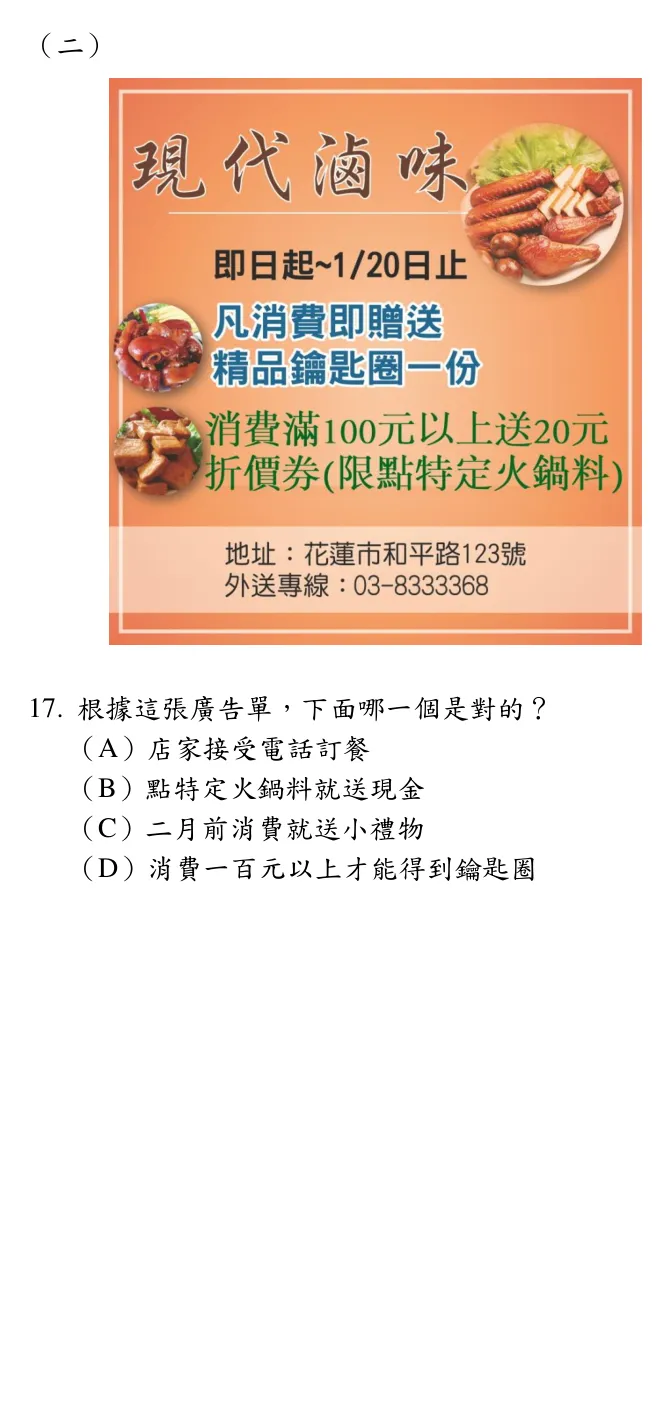 （二）
現代滷味
即日起~1/20日止
凡消費即贈送
精品鑰匙圈一份
消費滿100元以上送20元
折價券(限點特定火鍋料)
地址：花蓮市和平路123號
外送專線：03-8333368
17. 根據這張廣告單，下面哪一個是對的？
（A）店家接受電話訂餐
（B）點特定火鍋料就送現金
（C）二月前消費就送小禮物
（D）消費一百元以上才能得到鑰匙圈